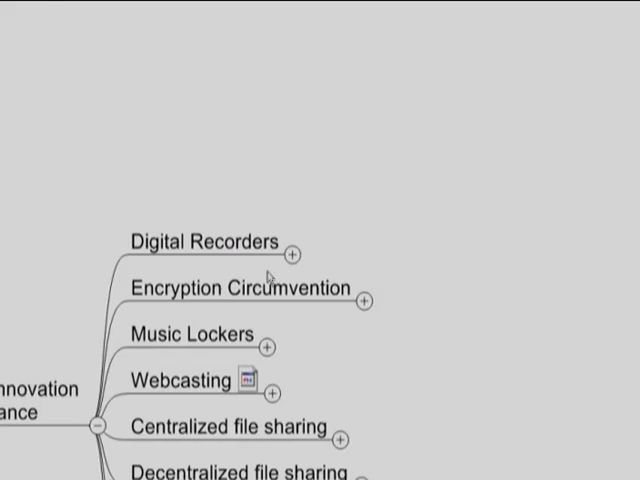 Digital Recorders
Encryption Circumvention
Music Lockers
Webcasting
nnovation
ance
Centralized file sharing
Decentralized file sharing